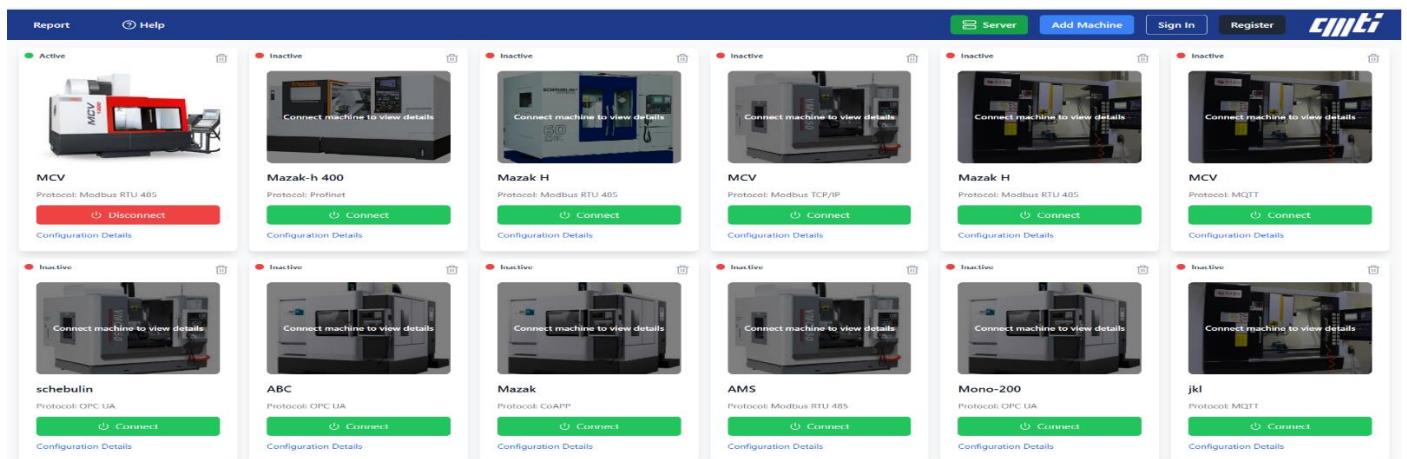 Report
Help
Server
Add Machine
Sign In
Register
cmti
Active
Inactive
Inactive
Inactive
Inactive
Inactive
MCV
Connect machine to view details
Connect machine to view details
Connect machine to view details
Connect machine to view details
Connect machine to view details
MCV
Mazak-h 400
Mazak H
MCV
Mazak H
MCV
Protocol: Modbus RTU 485
Protocol: Profinet
Protocol: Modbus RTU 485
Protocol: Modbus TCP/IP
Protocol: Modbus RTU 485
Protocol: MQTT
Disconnect
Connect
Connect
Connect
Connect
Connect
Configuration Details
Configuration Details
Configuration Details
Configuration Details
Configuration Details
Configuration Details
Inactive
Inactive
Inactive
Inactive
Inactive
Inactive
Connect machine to view details
Connect machine to view details
Connect machine to view details
Connect machine to view details
Connect machine to view details
Connect machine to view details
schebulin
ABC
Mazak
AMS
Mono-200
jkl
Protocol: OPC UA
Protocol: OPC UA
Protocol: CoAPP
Protocol: Modbus RTU 485
Protocol: OPC UA
Protocol: MQTT
Connect
Connect
Connect
Connect
Connect
Connect
Configuration Details
Configuration Details
Configuration Details
Configuration Details
Configuration Details
Configuration Details